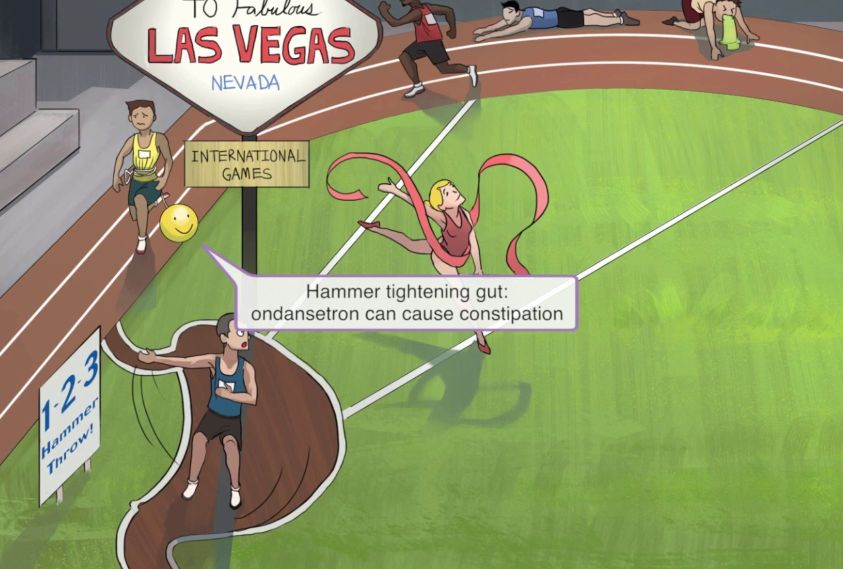 TO Fabulous
LAS VEGAS
NEVADA
INTERNATIONAL
GAMES
Hammer tightening gut:
ondansetron can cause constipation
1-2-3
Hammer
Throw!